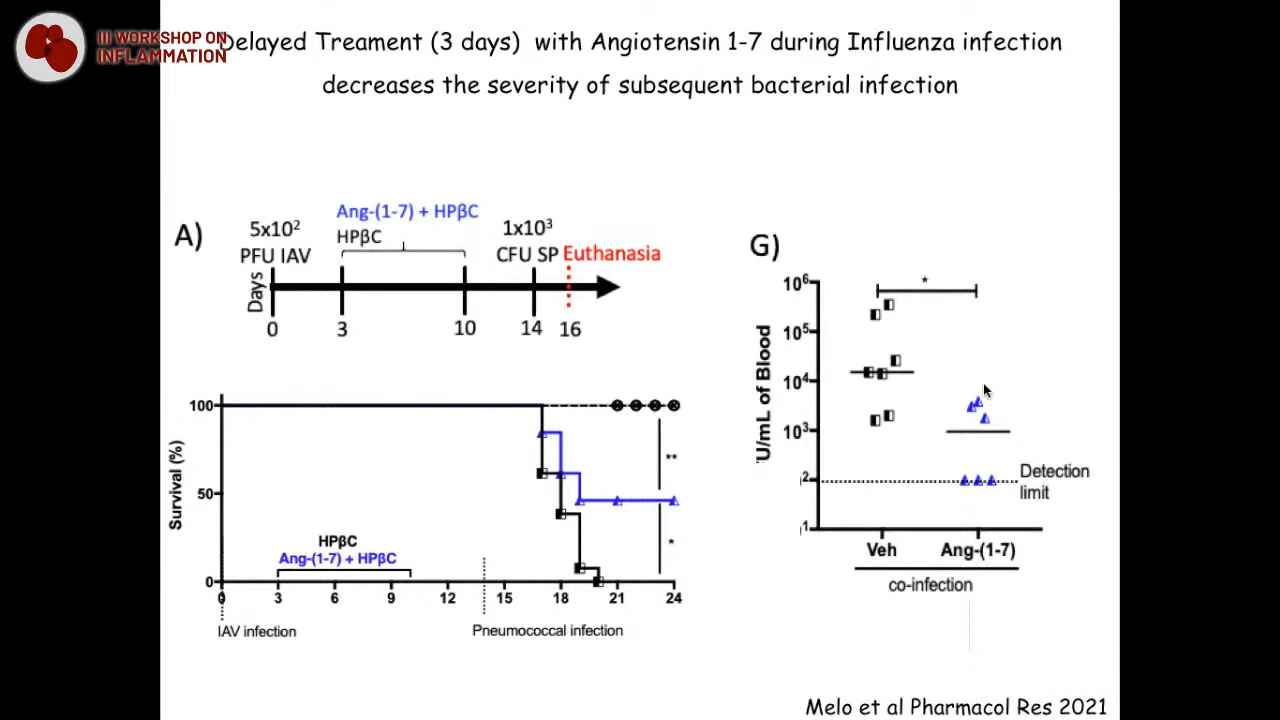 III WORKSHOP ON
INFLAMMATION
Delayed Treament (3 days) with Angiotensin 1-7 during Influenza infection
decreases the severity of subsequent bacterial infection
A)
5x10²
PFU IAV
Ang-(1-7) + HPβC
HPβC
1x10³
CFU SP
Euthanasia
Days
0 3 10 14 16
Survival (%)
100
50
0
**
*
HPβC
Ang-(1-7) + HPβC
0 3 6 9 12 15 18 21 24
IAV infection
Pneumococcal infection
G)
U/mL of Blood
10⁶
10⁵
10⁴
10³
2
1
*
Detection
limit
Veh Ang-(1-7)
co-infection
Melo et al Pharmacol Res 2021